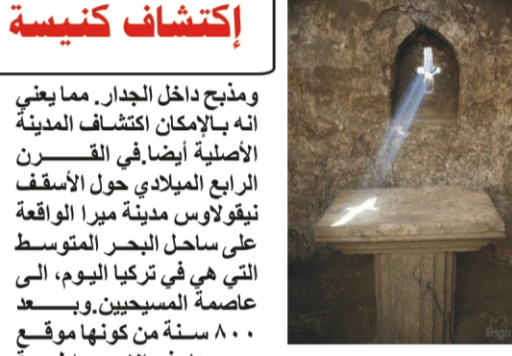 إكتشاف كنيسة
ومذبح داخل الجدار. مما يعني
انه بالإمكان اكتشاف المدينة
الأصلية أيضا.في القرن
الرابع الميلادي حول الأسقف
نيقولاوس مدينة ميرا الواقعة
على ساحل البحر المتوسط
التي هي في تركيا اليوم، الى
عاصمة المسيحيين.وبعد
٨٠٠ سنة من كونها موقع
linga